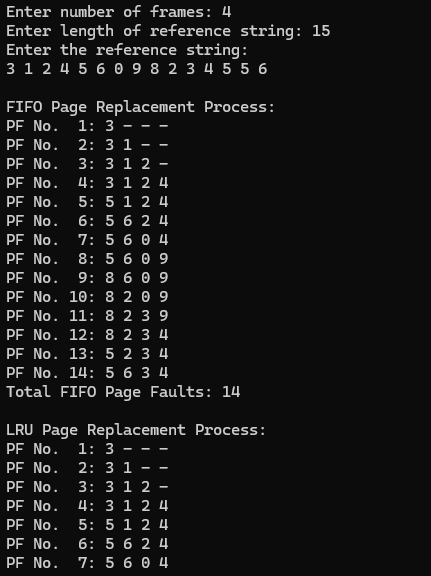 Enter number of frames: 4
Enter length of reference string: 15
Enter the reference string:
3 1 2 4 5 6 0 9 8 2 3 4 5 5 6
FIFO Page Replacement Process:
PF No.  1: 3 - - -
PF No.  2: 3 1 - -
PF No.  3: 3 1 2 -
PF No.  4: 3 1 2 4
PF No.  5: 5 1 2 4
PF No.  6: 5 6 2 4
PF No.  7: 5 6 0 4
PF No.  8: 5 6 0 9
PF No.  9: 8 6 0 9
PF No. 10: 8 2 0 9
PF No. 11: 8 2 3 9
PF No. 12: 8 2 3 4
PF No. 13: 5 2 3 4
PF No. 14: 5 6 3 4
Total FIFO Page Faults: 14
LRU Page Replacement Process:
PF No.  1: 3 - - -
PF No.  2: 3 1 - -
PF No.  3: 3 1 2 -
PF No.  4: 3 1 2 4
PF No.  5: 5 1 2 4
PF No.  6: 5 6 2 4
PF No.  7: 5 6 0 4